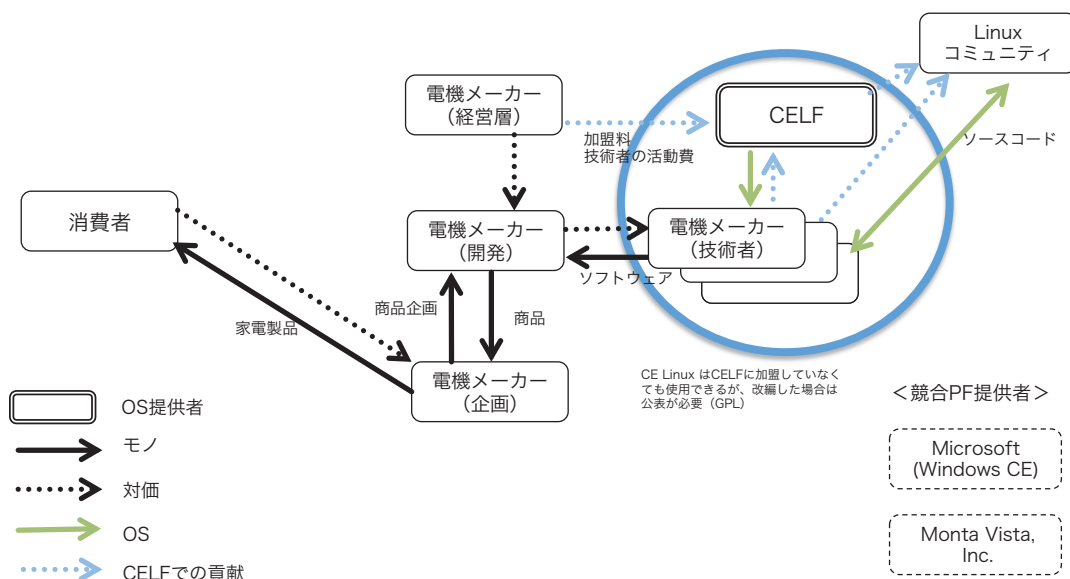 Linux
コミュニティ
電機メーカー
（経営層）
CELF
加盟料
技術者の活動費
ソースコード
消費者
電機メーカー
（開発）
電機メーカー
（技術者）
ソフトウェア
商品企画
商品
家電製品
電機メーカー
（企画）
CE Linux はCELFに加盟していなく
ても使用できるが、改編した場合は
公表が必要（GPL）
＜競合PF提供者＞
OS提供者
モノ
Microsoft
(Windows CE)
対価
OS
Monta Vista,
Inc.
CELFでの貢献